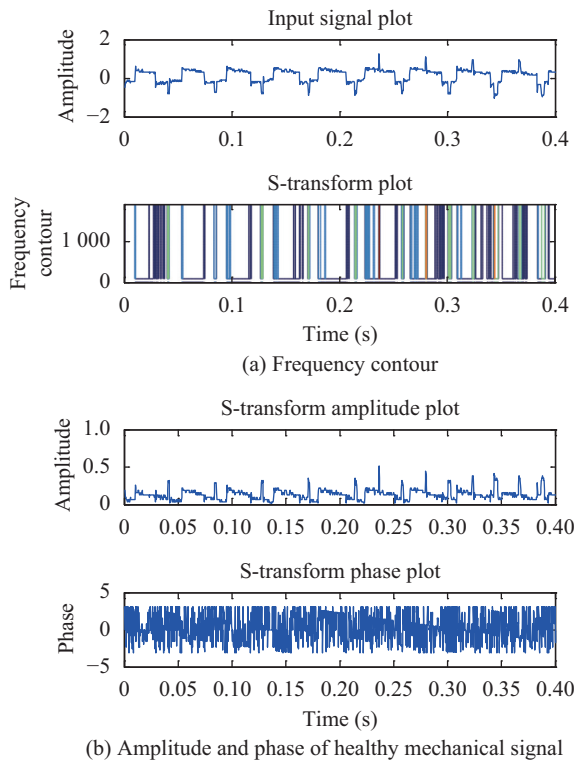 Input signal plot
Amplitude
2
0
−2
0 0.1 0.2 0.3 0.4
S-transform plot
Frequency
contour
1 000
0
0 0.1 0.2 0.3 0.4
Time (s)
(a) Frequency contour
S-transform amplitude plot
Amplitude
1.0
0.5
0
0 0.05 0.10 0.15 0.20 0.25 0.30 0.35 0.40
S-transform phase plot
Phase
5
0
−5
0 0.05 0.10 0.15 0.20 0.25 0.30 0.35 0.40
Time (s)
(b) Amplitude and phase of healthy mechanical signal